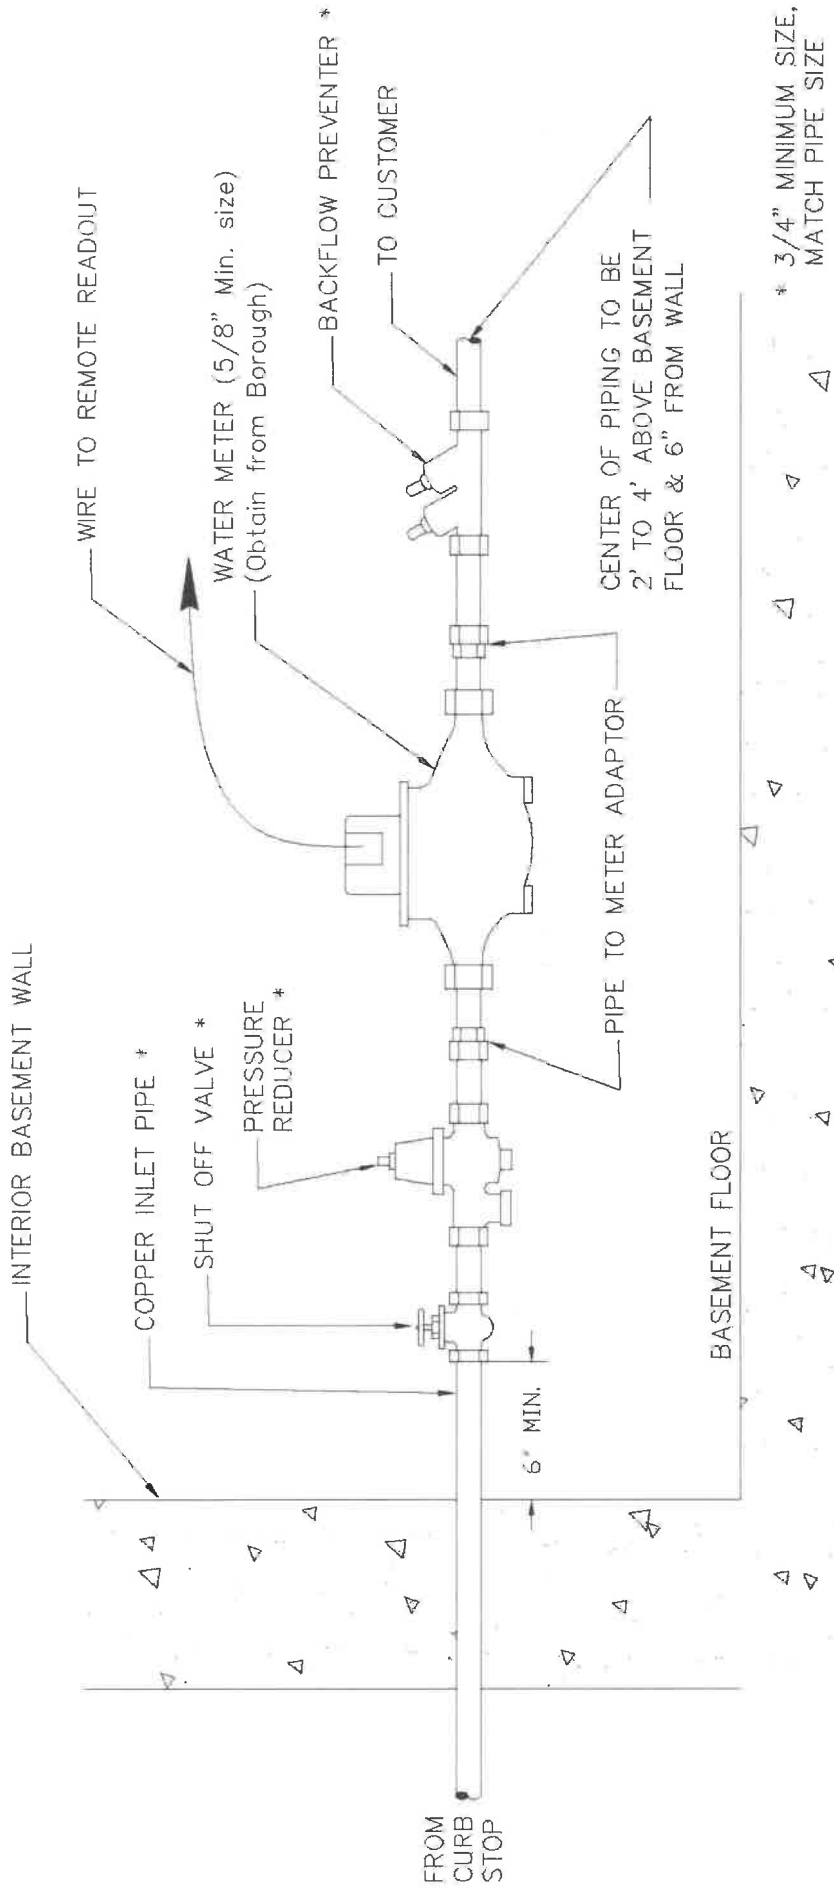 INTERIOR BASEMENT WALL
COPPER INLET PIPE *
SHUT OFF VALVE *
PRESSURE
REDUCER *
WIRE TO REMOTE READOUT
WATER METER (5/8" Min. size)
(Obtain from Borough)
BACKFLOW PREVENTER *
TO CUSTOMER
FROM
CURB
STOP
6" MIN.
PIPE TO METER ADAPTOR
CENTER OF PIPING TO BE
2' TO 4' ABOVE BASEMENT
FLOOR & 6" FROM WALL
BASEMENT FLOOR
* 3/4" MINIMUM SIZE,
MATCH PIPE SIZE